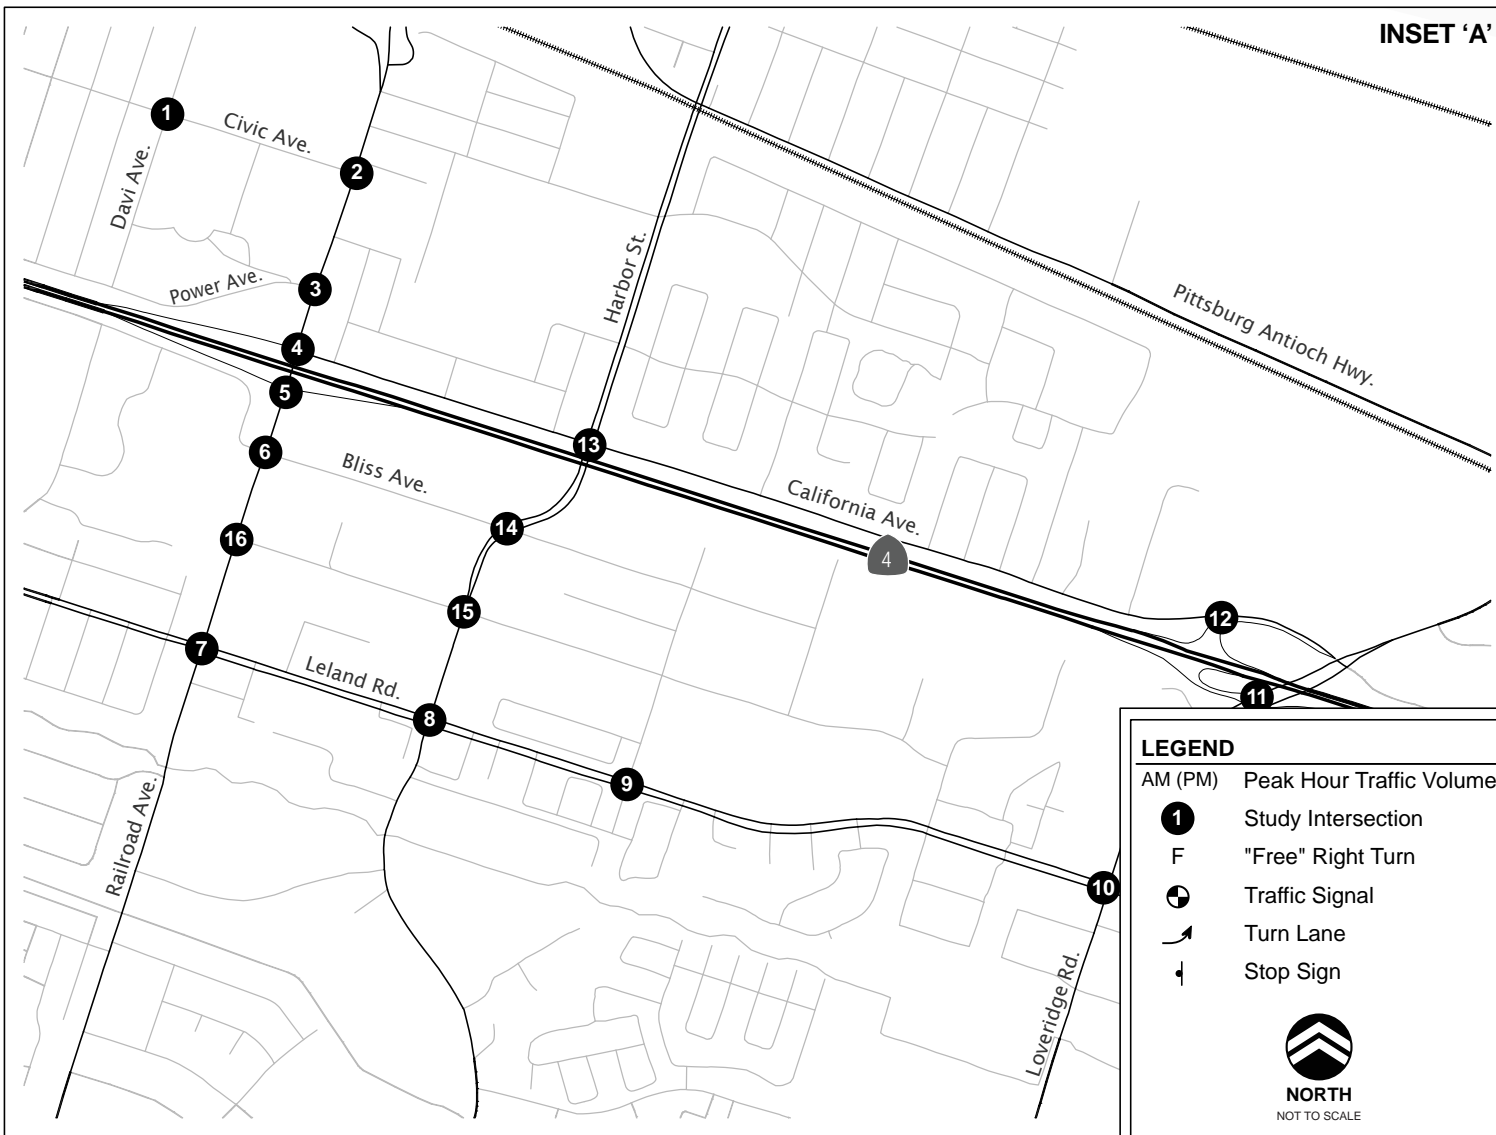 INSET ‘A’
1
Civic Ave.
2
Davi Ave.
Harbor St.
3
Power Ave.
Pittsburg Antioch Hwy.
4
5
13
6
Bliss Ave.
California Ave.
14
16
4
15
12
7
Leland Rd.
11
8
9
Railroad Ave.
10
Loveridge Rd.
LEGEND
AM (PM) Peak Hour Traffic Volume
1 Study Intersection
F "Free" Right Turn
Traffic Signal
Turn Lane
Stop Sign
NORTH
NOT TO SCALE